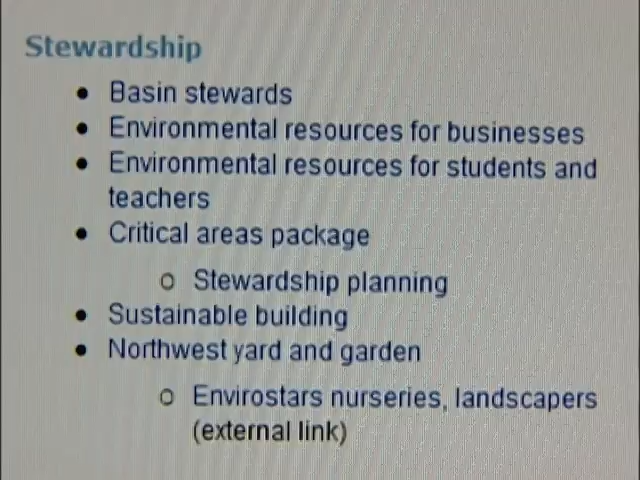 Stewardship
Basin stewards
Environmental resources for businesses
Environmental resources for students and
teachers
Critical areas package
Stewardship planning
Sustainable building
Northwest yard and garden
Envirostars nurseries, landscapers
(external link)